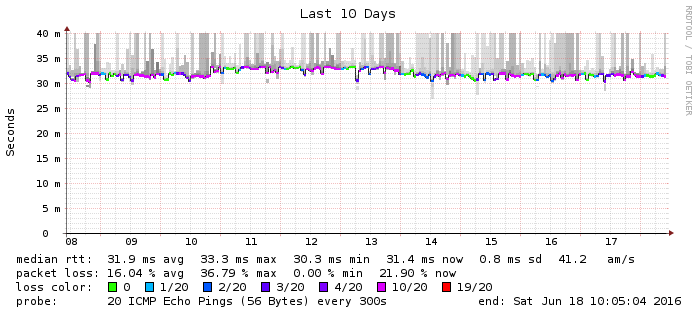 Last 10 Days
RRDTOOL / TOBI OETIKER
Seconds
40 m
35 m
30 m
25 m
20 m
15 m
10 m
5 m
0
08 09 10 11 12 13 14 15 16 17
median rtt: 31.9 ms avg 33.3 ms max 30.3 ms min 31.4 ms now 0.8 ms sd 41.2 am/s
packet loss: 16.04 % avg 36.79 % max 0.00 % min 21.90 % now
loss color: 0 1/20 2/20 3/20 4/20 10/20 19/20
probe: 20 ICMP Echo Pings (56 Bytes) every 300s end: Sat Jun 18 10:05:04 2016